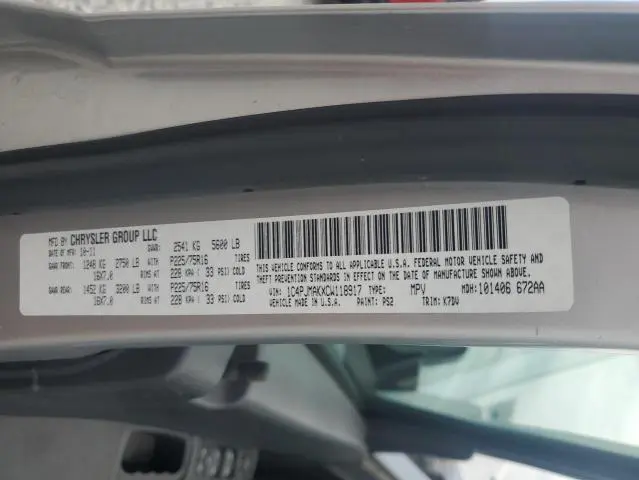 MFD BY CHRYSLER GROUP LLC
DATE OF MFR 10-11 GVWR: 2541 KG 5600 LB
GAWR FRONT: 1248 KG 2750 LB WITH P225/75R16 TIRES
16X7.0 RIMS AT 228 KPA ( 33 PSI) COLD
GAWR REAR: 1452 KG 3200 LB WITH P225/75R16 TIRES
16X7.0 RIMS AT 228 KPA ( 33 PSI) COLD
THIS VEHICLE CONFORMS TO ALL APPLICABLE U.S.A. FEDERAL MOTOR VEHICLE SAFETY AND
THEFT PREVENTION STANDARDS IN EFFECT ON THE DATE OF MANUFACTURE SHOWN ABOVE.
VIN: 1C4PJMAKXCW118917 TYPE: MPV MDH: 101406 672AA
VEHICLE MADE IN U.S.A. PAINT: PS2 TRIM: K7DV